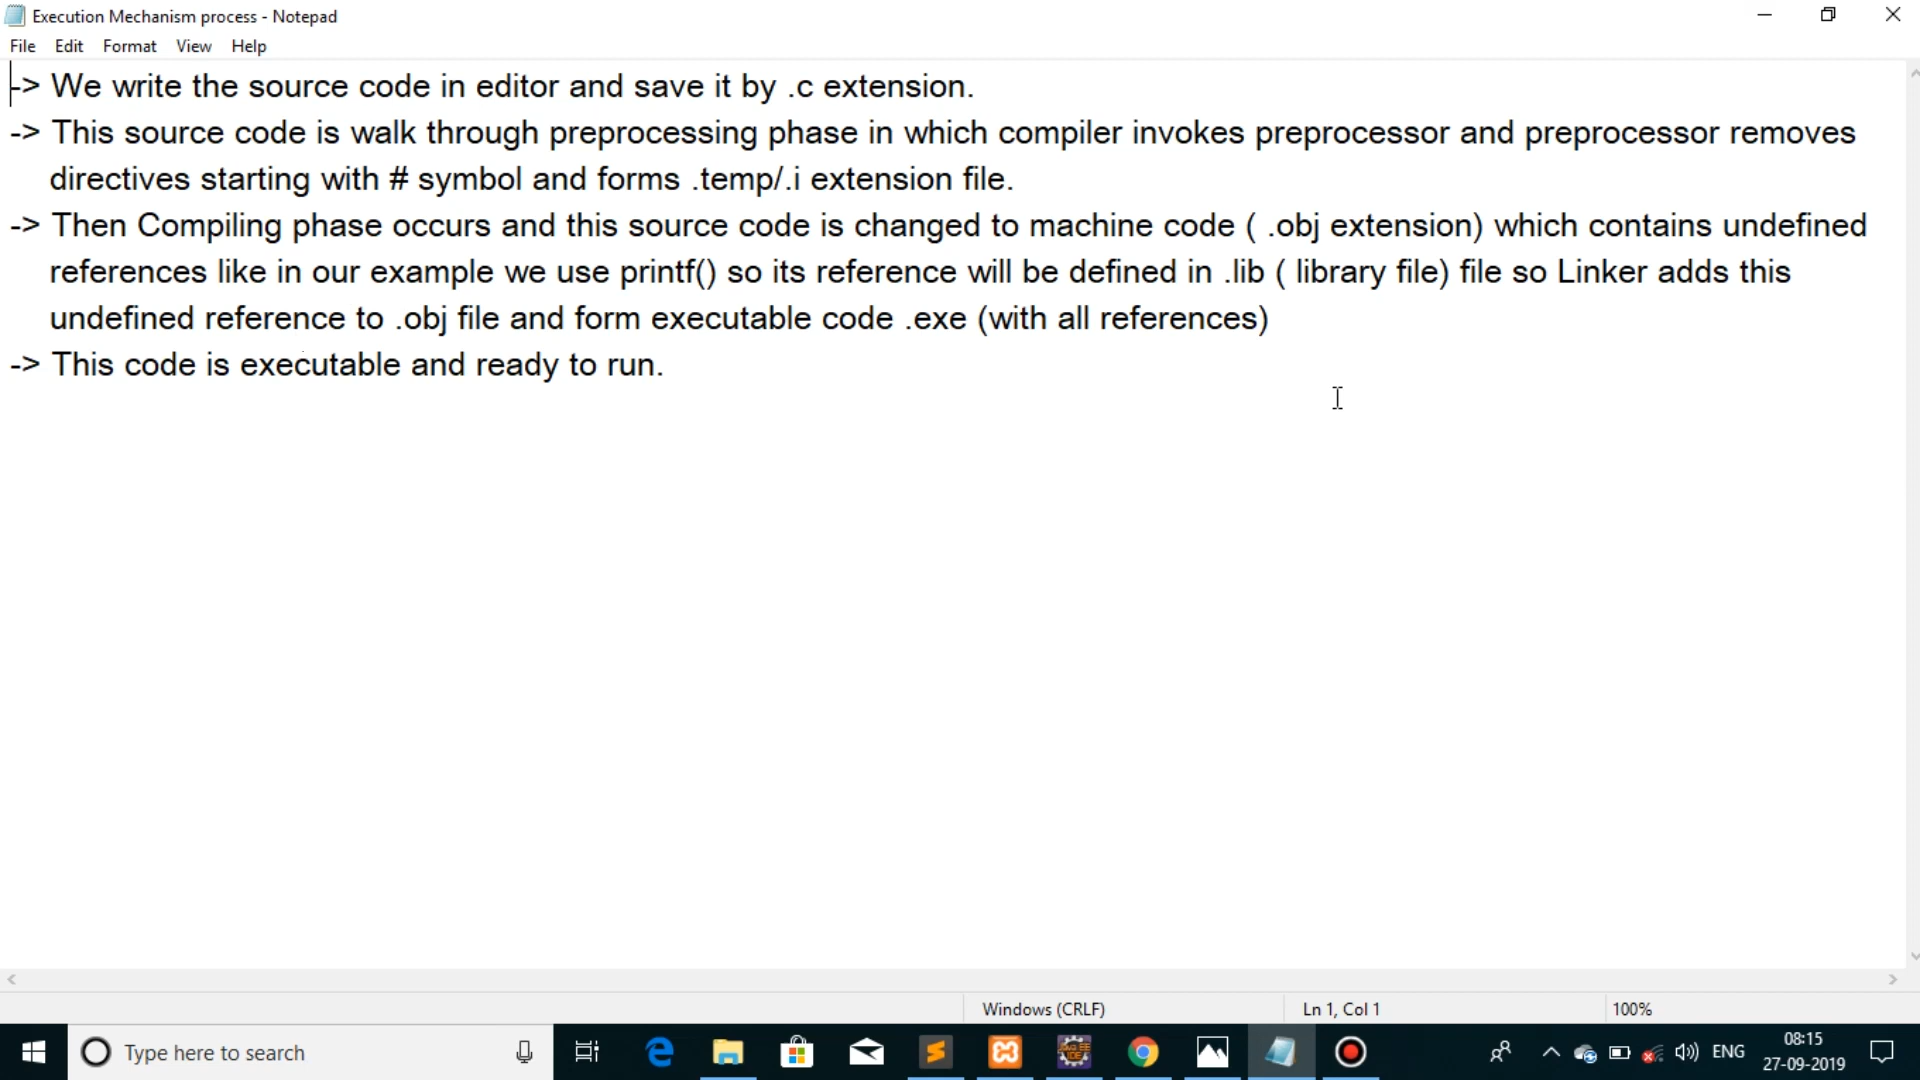 Execution Mechanism process - Notepad
File Edit Format View Help
-> We write the source code in editor and save it by .c extension.
-> This source code is walk through preprocessing phase in which compiler invokes preprocessor and preprocessor removes
directives starting with # symbol and forms .temp/.i extension file.
-> Then Compiling phase occurs and this source code is changed to machine code ( .obj extension) which contains undefined
references like in our example we use printf() so its reference will be defined in .lib ( library file) file so Linker adds this
undefined reference to .obj file and form executable code .exe (with all references)
-> This code is executable and ready to run.
Windows (CRLF) Ln 1, Col 1 100%
Type here to search
JAVA EE
IDE
ENG
08:15
27-09-2019